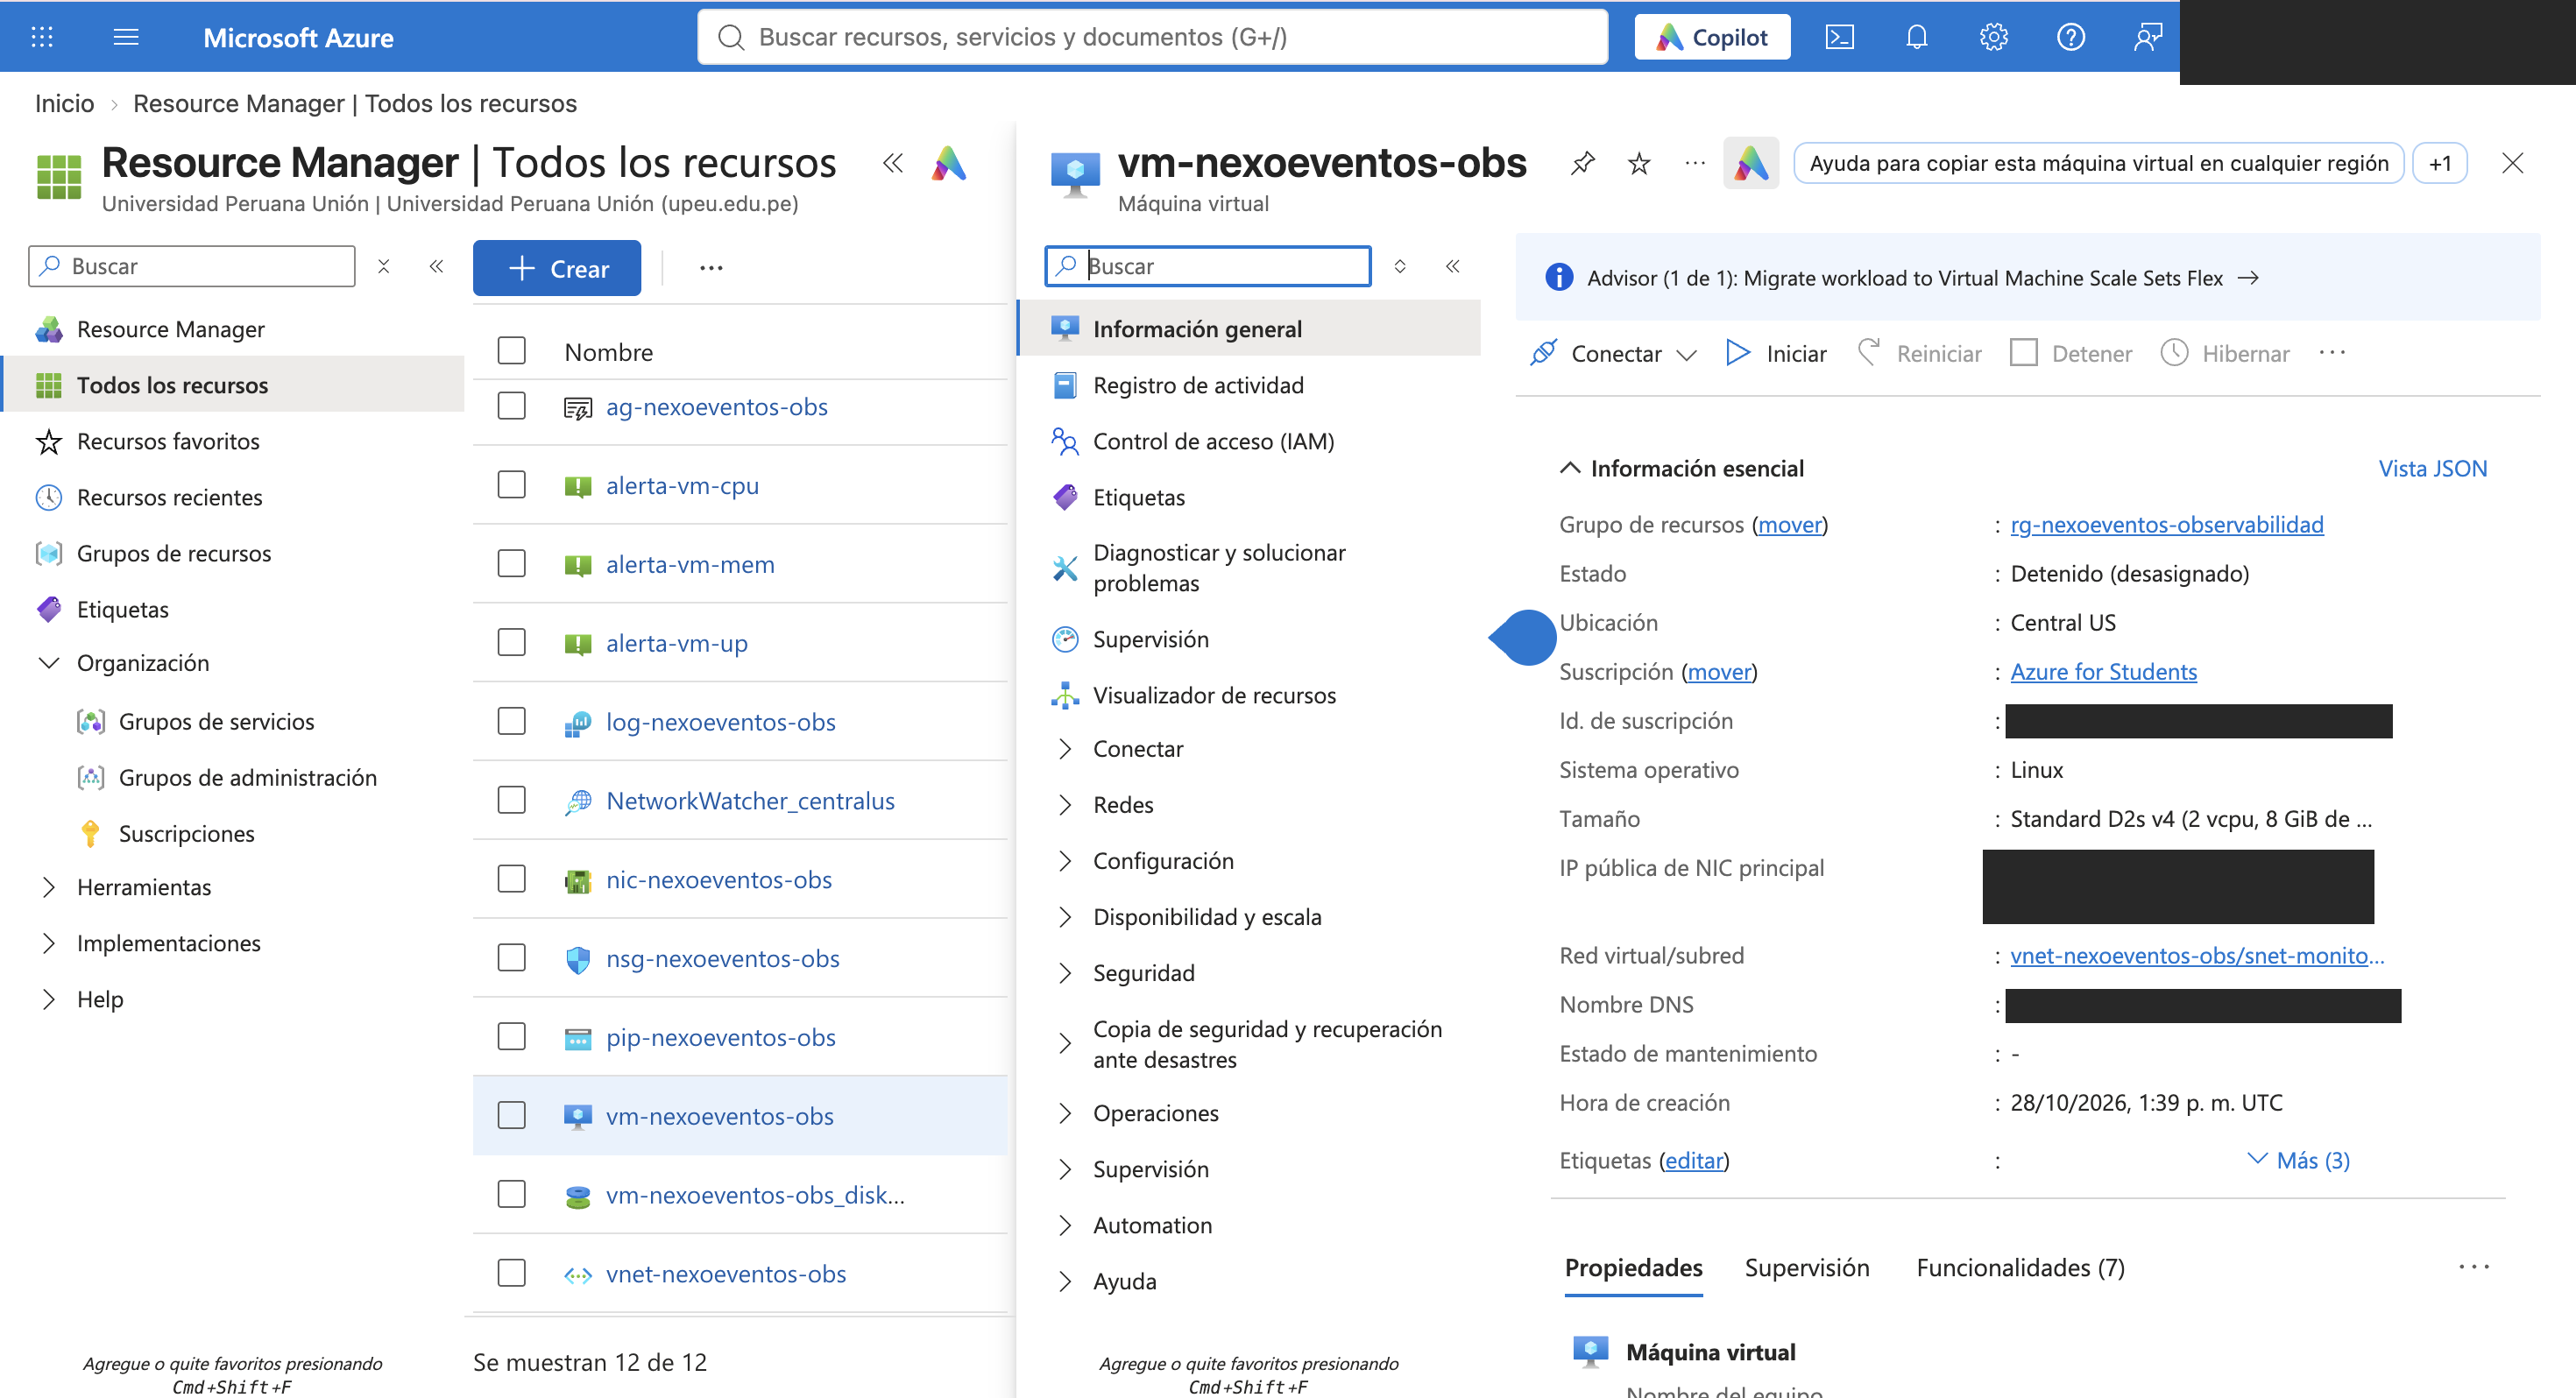 Microsoft Azure
Buscar recursos, servicios y documentos (G+/)
Copilot
Inicio > Resource Manager | Todos los recursos
Resource Manager | Todos los recursos
Universidad Peruana Unión | Universidad Peruana Unión (upeu.edu.pe)
Buscar
Resource Manager
Todos los recursos
Recursos favoritos
Recursos recientes
Grupos de recursos
Etiquetas
Organización
Grupos de servicios
Grupos de administración
Suscripciones
Herramientas
Implementaciones
Help
Agregue o quite favoritos presionando
Cmd+Shift+F
Crear
...
Nombre
ag-nexoeventos-obs
alerta-vm-cpu
alerta-vm-mem
alerta-vm-up
log-nexoeventos-obs
NetworkWatcher_centralus
nic-nexoeventos-obs
nsg-nexoeventos-obs
pip-nexoeventos-obs
vm-nexoeventos-obs
vm-nexoeventos-obs_disk...
vnet-nexoeventos-obs
Se muestran 12 de 12
vm-nexoeventos-obs
Máquina virtual
Ayuda para copiar esta máquina virtual en cualquier región
+1
Buscar
Información general
Registro de actividad
Control de acceso (IAM)
Etiquetas
Diagnosticar y solucionar
problemas
Supervisión
Visualizador de recursos
Conectar
Redes
Configuración
Disponibilidad y escala
Seguridad
Copia de seguridad y recuperación
ante desastres
Operaciones
Supervisión
Automation
Ayuda
Agregue o quite favoritos presionando
Cmd+Shift+F
Advisor (1 de 1): Migrate workload to Virtual Machine Scale Sets Flex →
Conectar Iniciar Reiniciar Detener Hibernar ...
Información esencial Vista JSON
Grupo de recursos (mover) : rg-nexoeventos-observabilidad
Estado : Detenido (desasignado)
Ubicación : Central US
Suscripción (mover) : Azure for Students
Id. de suscripción :
Sistema operativo : Linux
Tamaño : Standard D2s v4 (2 vcpu, 8 GiB de ...
IP pública de NIC principal
Red virtual/subred : vnet-nexoeventos-obs/snet-monito...
Nombre DNS :
Estado de mantenimiento : -
Hora de creación : 28/10/2026, 1:39 p. m. UTC
Etiquetas (editar) : Más (3)
Propiedades Supervisión Funcionalidades (7) ...
Máquina virtual
Nombre del equipo